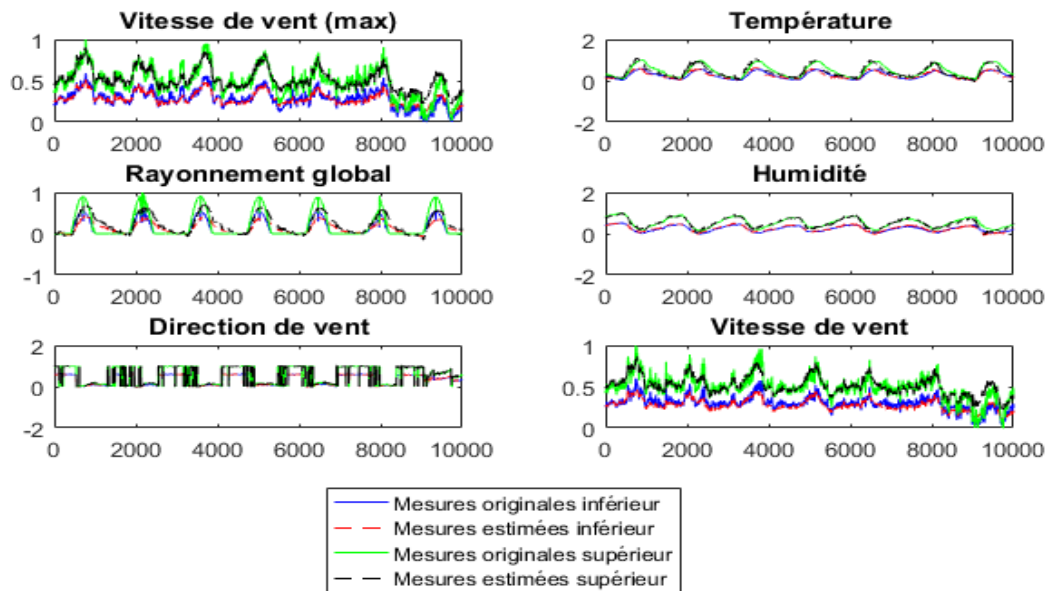 Vitesse de vent (max)
1
0.5
0
0 2000 4000 6000 8000 10000
Température
2
0
-2
0 2000 4000 6000 8000 10000
Rayonnement global
1
0
-1
0 2000 4000 6000 8000 10000
Humidité
2
0
-2
0 2000 4000 6000 8000 10000
Direction de vent
2
0
-2
0 2000 4000 6000 8000 10000
Vitesse de vent
1
0.5
0
0 2000 4000 6000 8000 10000
Mesures originales inférieur
Mesures estimées inférieur
Mesures originales supérieur
Mesures estimées supérieur